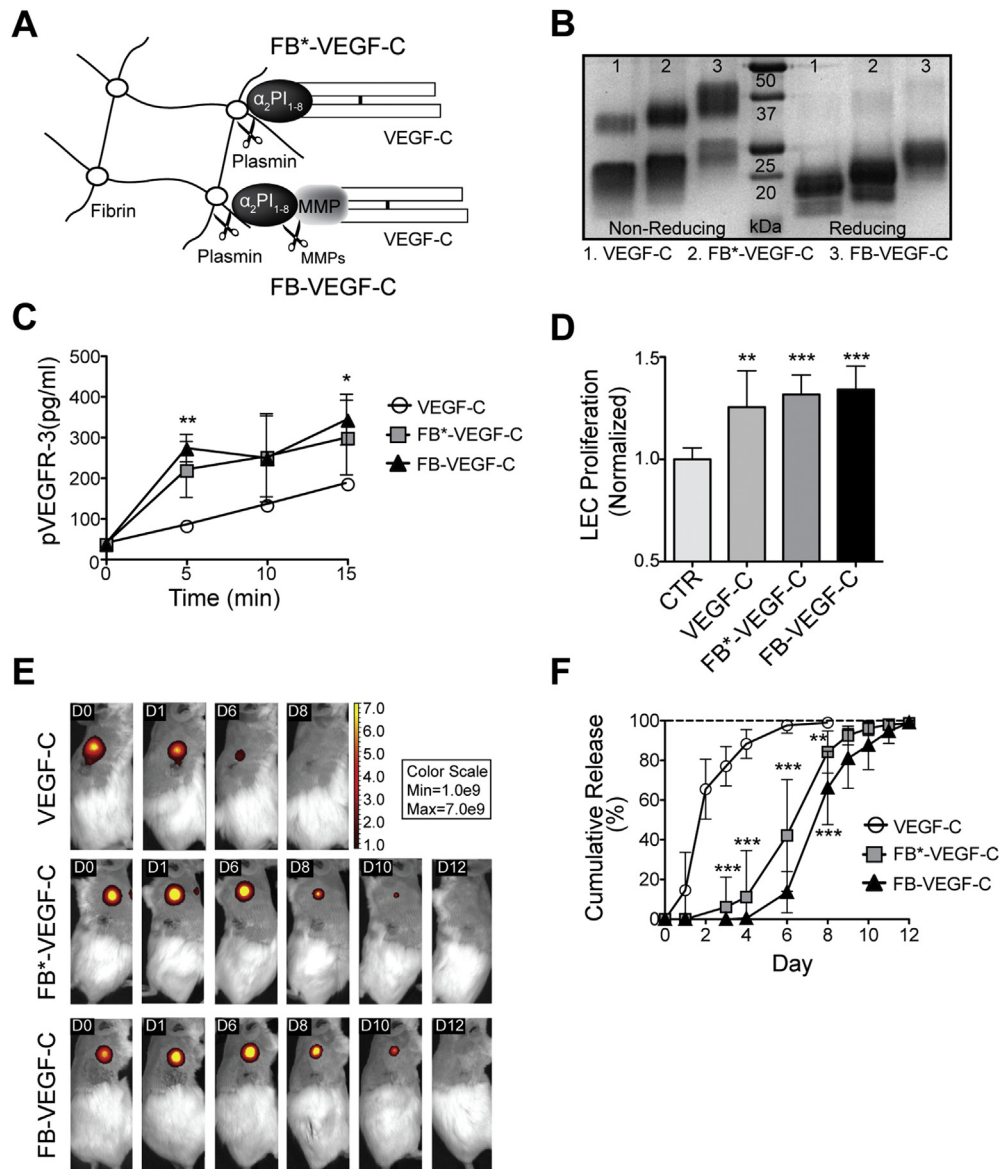 A
FB*-VEGF-C
α2PI1-8
VEGF-C
Plasmin
α2PI1-8
MMP
Fibrin
VEGF-C
Plasmin
MMPs
FB-VEGF-C
B
1 2 3 50 1 2 3
37
25
20
Non-Reducing kDa Reducing
1. VEGF-C 2. FB*-VEGF-C 3. FB-VEGF-C
C
pVEGFR-3(pg/ml)
500
400
300
200
100
0
** *
0 5 10 15
Time (min)
VEGF-C
FB*-VEGF-C
FB-VEGF-C
D
LEC Proliferation
(Normalized)
1.5
1.0
0.5
** *** ***
CTR
VEGF-C
FB*-VEGF-C
FB-VEGF-C
E
VEGF-C
D0 D1 D6 D8
7.0
6.0
5.0
4.0
3.0
2.0
1.0
Color Scale
Min=1.0e9
Max=7.0e9
FB*-VEGF-C
D0 D1 D6 D8 D10 D12
FB-VEGF-C
D0 D1 D6 D8 D10 D12
F
Cumulative Release
(%)
100
80
60
40
20
0
*** *** *** ** ***
VEGF-C
FB*-VEGF-C
FB-VEGF-C
0 2 4 6 8 10 12
Day